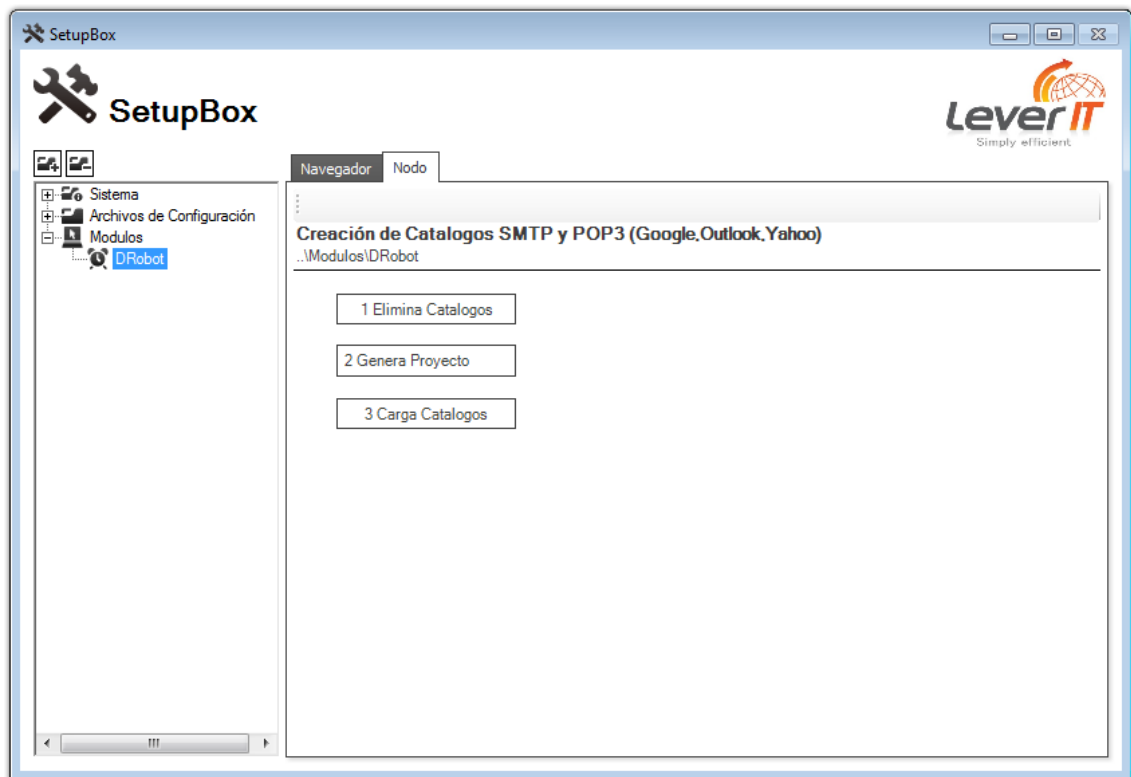 SetupBox
SetupBox
Lever IT
Simply efficient
Navegador
Nodo
Sistema
Archivos de Configuración
Modulos
DRobot
Creación de Catalogos SMTP y POP3 (Google,Outlook,Yahoo)
..\Modulos\DRobot
1 Elimina Catalogos
2 Genera Proyecto
3 Carga Catalogos